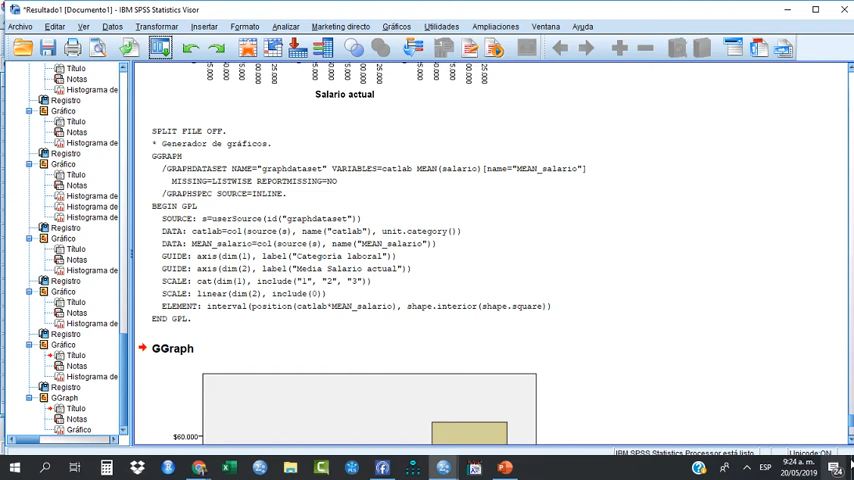 *Resultado1 [Documento1] - IBM SPSS Statistics Visor
Archivo Editar Ver Datos Transformar Insertar Formato Analizar Marketing directo Gráficos Utilidades Ampliaciones Ventana Ayuda
Título
Notas
Histograma de
Registro
Gráfico
Título
Notas
Histograma de
Registro
Gráfico
Título
Notas
Histograma de
Histograma de
Histograma de
Registro
Gráfico
Título
Notas
Histograma de
Registro
Gráfico
Título
Notas
Histograma de
Registro
Gráfico
Título
Notas
Histograma de
Registro
GGraph
Título
Notas
Gráfico
Salario actual
SPLIT FILE OFF.
* Generador de gráficos.
GGRAPH
/GRAPHDATASET NAME="graphdataset" VARIABLES=catlab MEAN(salario)[name="MEAN_salario"]
MISSING=LISTWISE REPORTMISSING=NO
/GRAPHSPEC SOURCE=INLINE.
BEGIN GPL
SOURCE: s=userSource(id("graphdataset"))
DATA: catlab=col(source(s), name("catlab"), unit.category())
DATA: MEAN_salario=col(source(s), name("MEAN_salario"))
GUIDE: axis(dim(1), label("Categoría laboral"))
GUIDE: axis(dim(2), label("Media Salario actual"))
SCALE: cat(dim(1), include("1", "2", "3"))
SCALE: linear(dim(2), include(0))
ELEMENT: interval(position(catlab*MEAN_salario), shape.interior(shape.square))
END GPL.
GGraph
$60.000
IBM SPSS Statistics Processor está listo
Unicode:ON
ESP
9:24 a. m.
20/05/2019
24